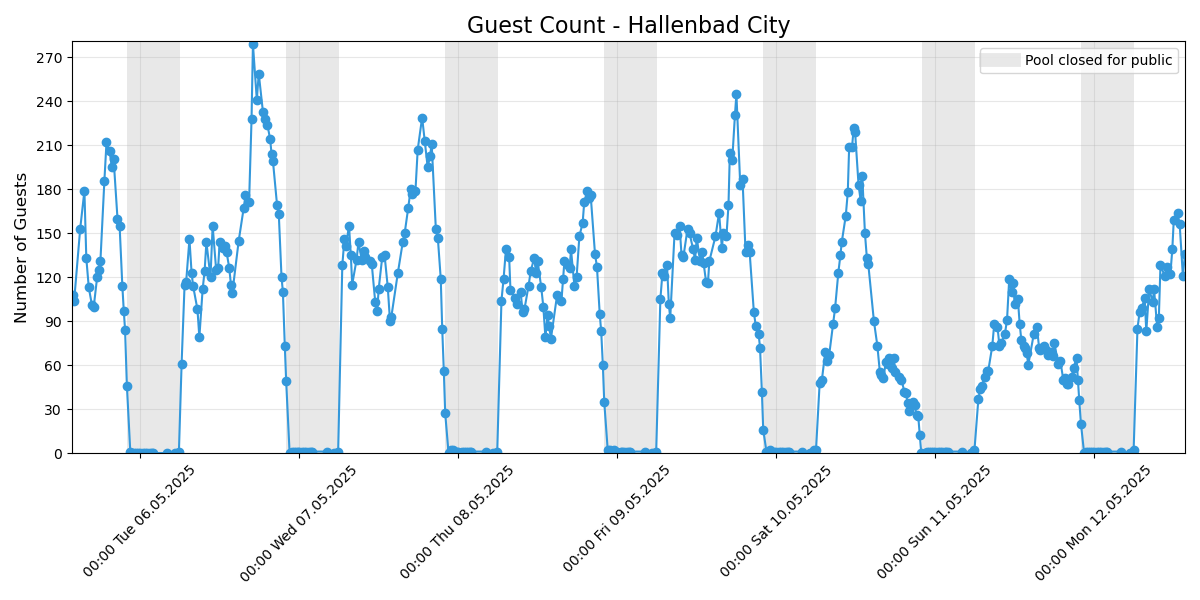 Guest Count - Hallenbad City
Pool closed for public
Number of Guests
270
240
210
180
150
120
90
60
30
0
00:00 Tue 06.05.2025
00:00 Wed 07.05.2025
00:00 Thu 08.05.2025
00:00 Fri 09.05.2025
00:00 Sat 10.05.2025
00:00 Sun 11.05.2025
00:00 Mon 12.05.2025